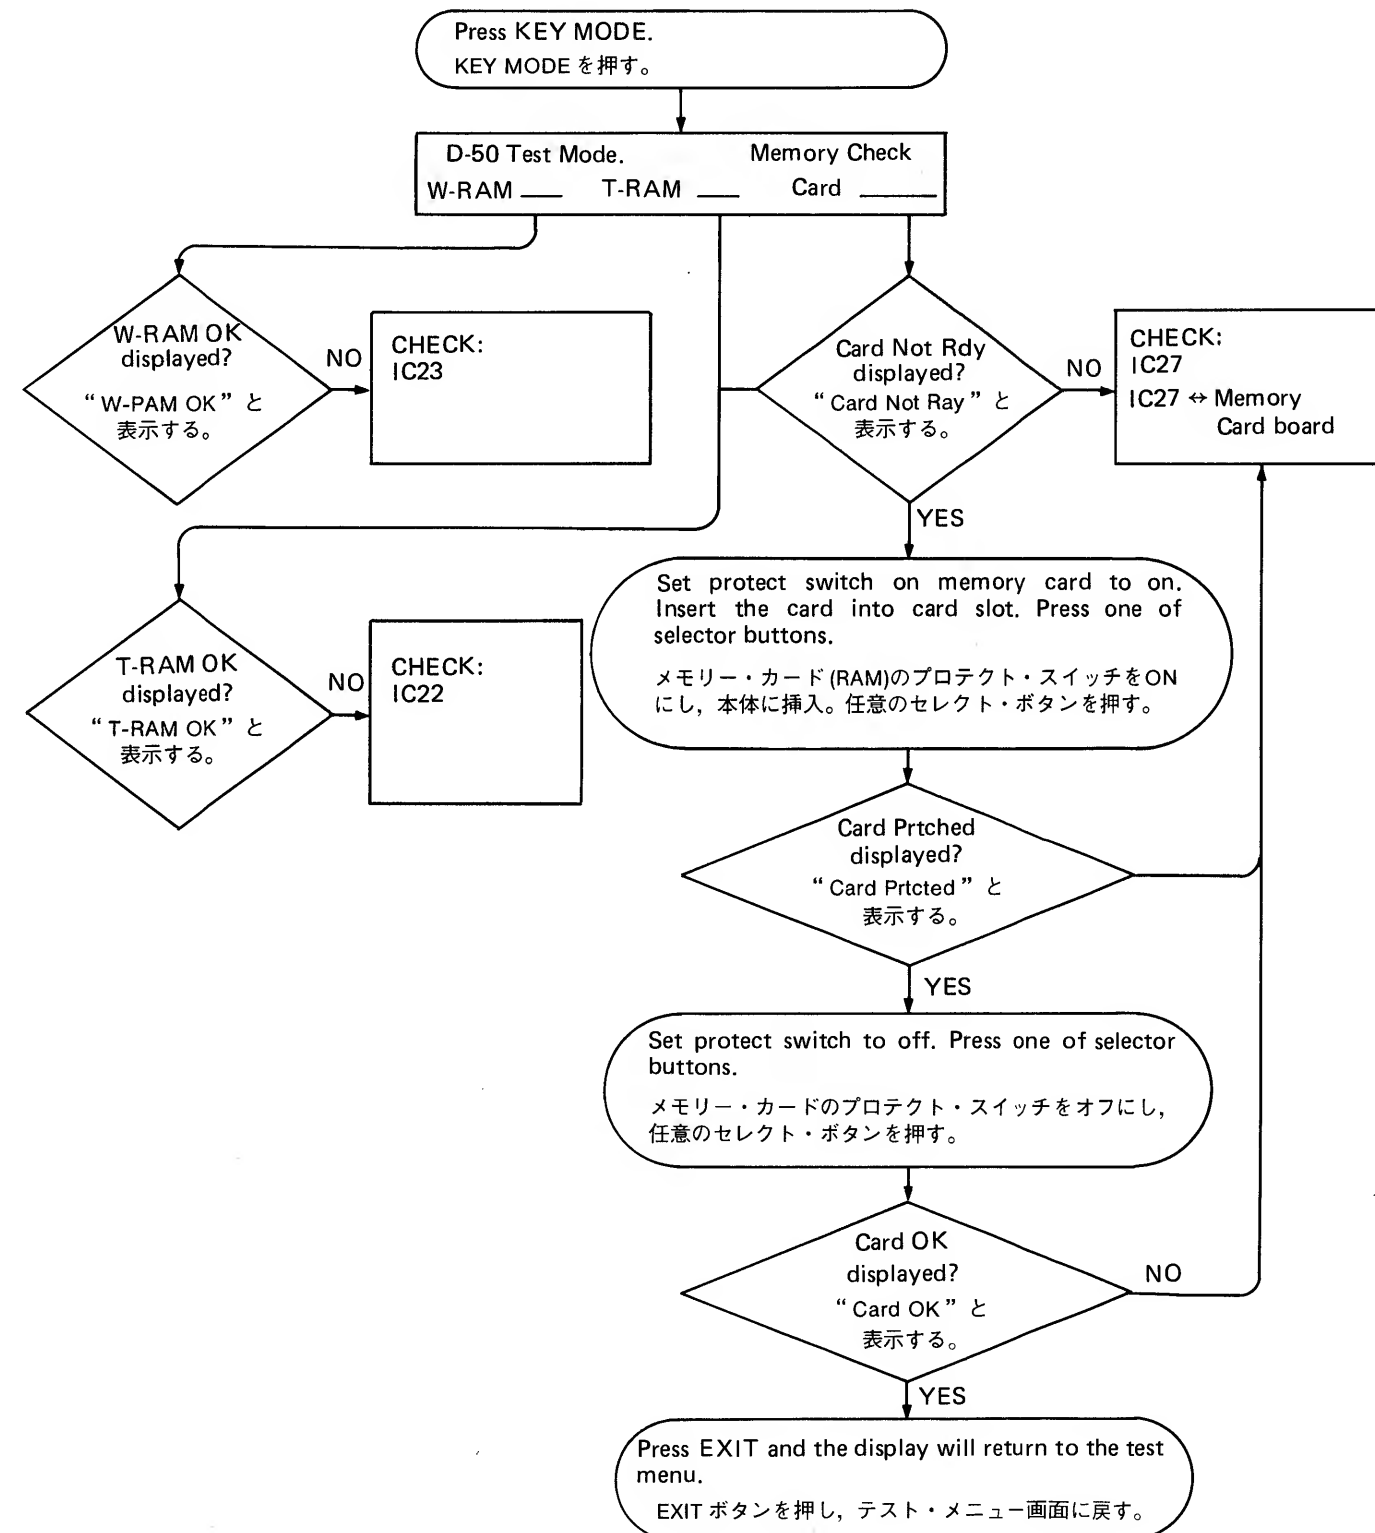 Press KEY MODE.
KEY MODE を押す。
D-50 Test Mode. Memory Check
W-RAM ___ T-RAM ___ Card ___
W-RAM OK
displayed?
“ W-PAM OK ” と
表示する。
NO
CHECK:
IC23
Card Not Rdy
displayed?
“ Card Not Ray ” と
表示する。
NO
CHECK:
IC27
IC27 ↔ Memory
Card board
YES
Set protect switch on memory card to on.
Insert the card into card slot. Press one of
selector buttons.
メモリー・カード (RAM)のプロテクト・スイッチをON
にし，本体に挿入。任意のセレクト・ボタンを押す。
T-RAM OK
displayed?
“ T-RAM OK ” と
表示する。
NO
CHECK:
IC22
Card Prtched
displayed?
“ Card Prtcted ” と
表示する。
YES
Set protect switch to off. Press one of selector
buttons.
メモリー・カードのプロテクト・スイッチをオフにし，
任意のセレクト・ボタンを押す。
Card OK
displayed?
“ Card OK ” と
表示する。
NO
YES
Press EXIT and the display will return to the test
menu.
EXIT ボタンを押し，テスト・メニュー画面に戻す。